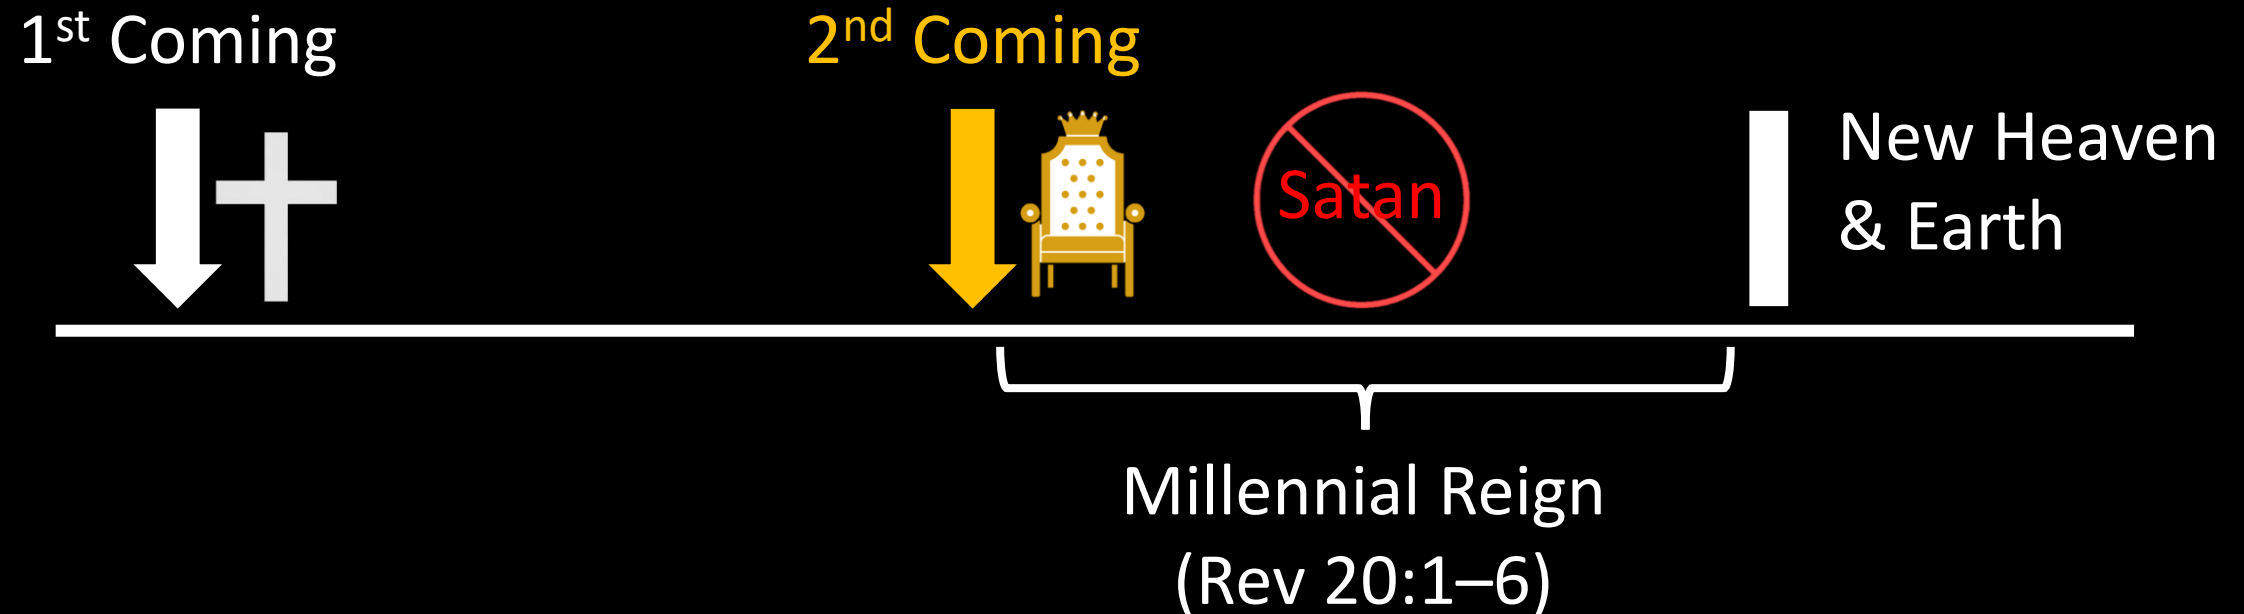 1st Coming
2nd Coming
Satan
New Heaven
& Earth
Millennial Reign
(Rev 20:1–6)